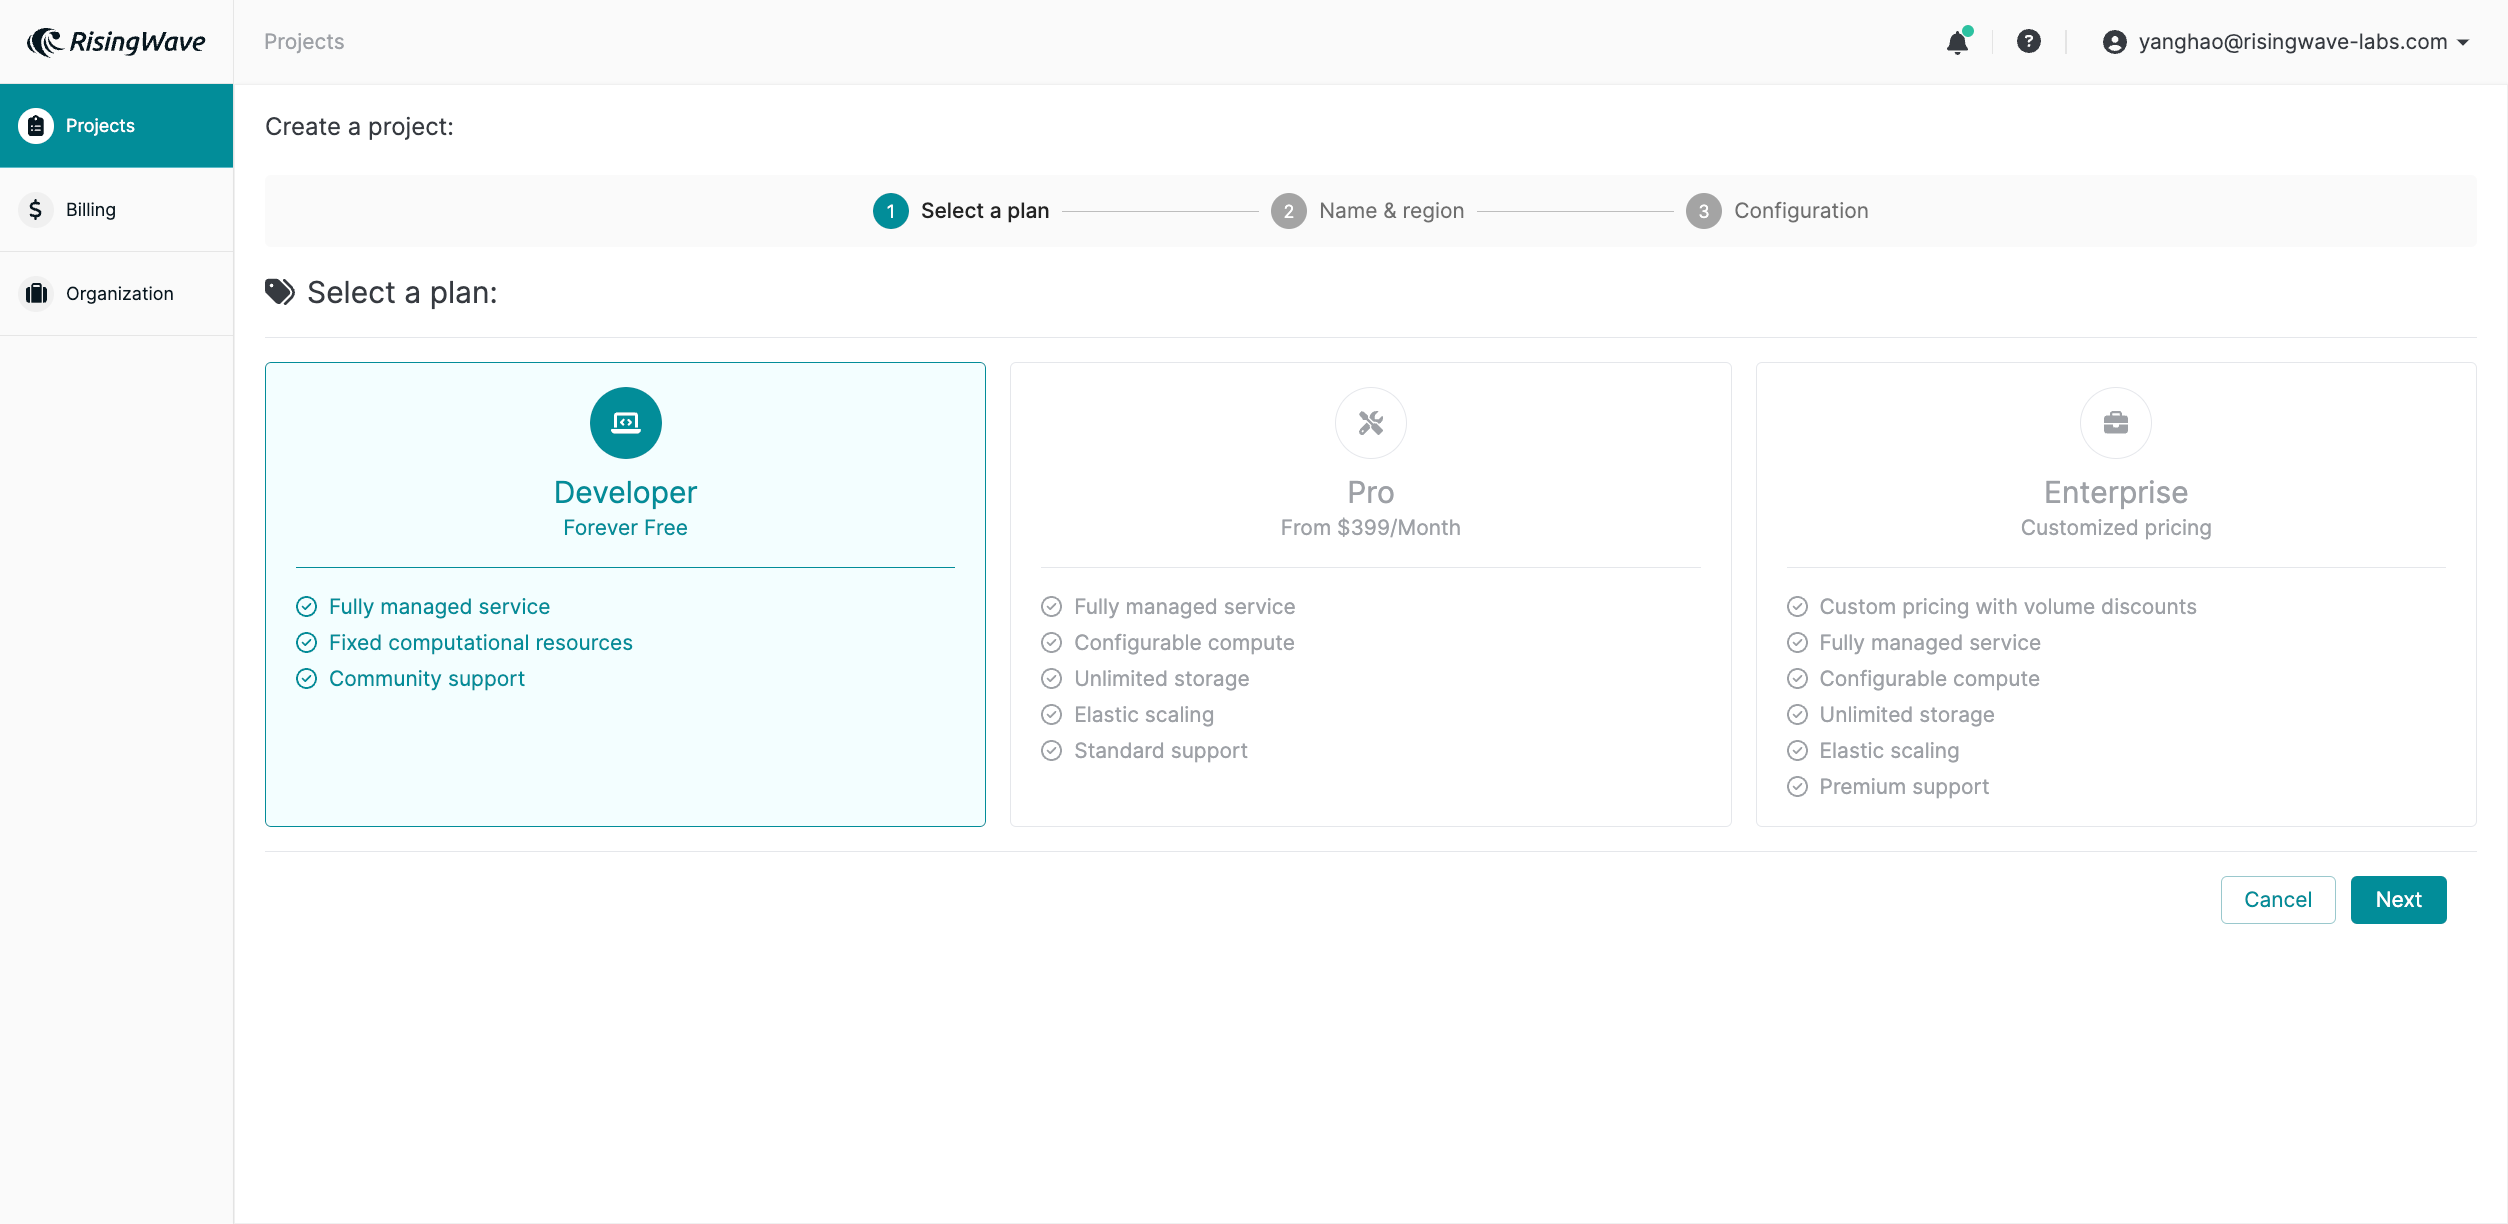 RisingWave
Projects
yanghao@risingwave-labs.com
Projects
Billing
Organization
Create a project:
1 Select a plan
2 Name & region
3 Configuration
Select a plan:
Developer
Forever Free
Fully managed service
Fixed computational resources
Community support
Pro
From $399/Month
Fully managed service
Configurable compute
Unlimited storage
Elastic scaling
Standard support
Enterprise
Customized pricing
Custom pricing with volume discounts
Fully managed service
Configurable compute
Unlimited storage
Elastic scaling
Premium support
Cancel
Next